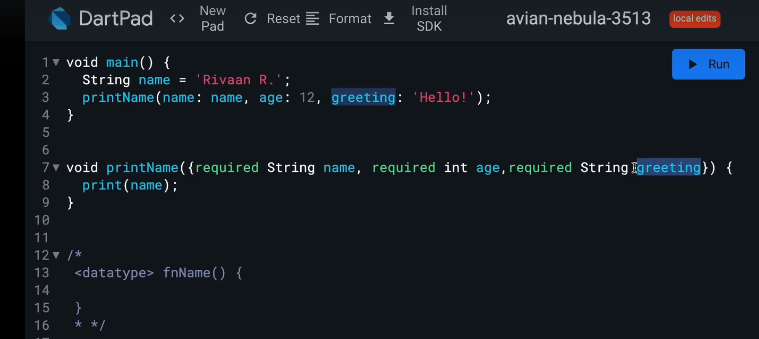 DartPad
<> New Pad
Reset
Format
Install SDK
avian-nebula-3513
local edits
Run
1 void main() {
2   String name = 'Rivaan R.';
3   printName(name: name, age: 12, greeting: 'Hello!');
4 }
5
6
7 void printName({required String name, required int age,required String greeting}) {
8   print(name);
9 }
10
11
12 /*
13  <datatype> fnName() {
14
15  }
16  * */